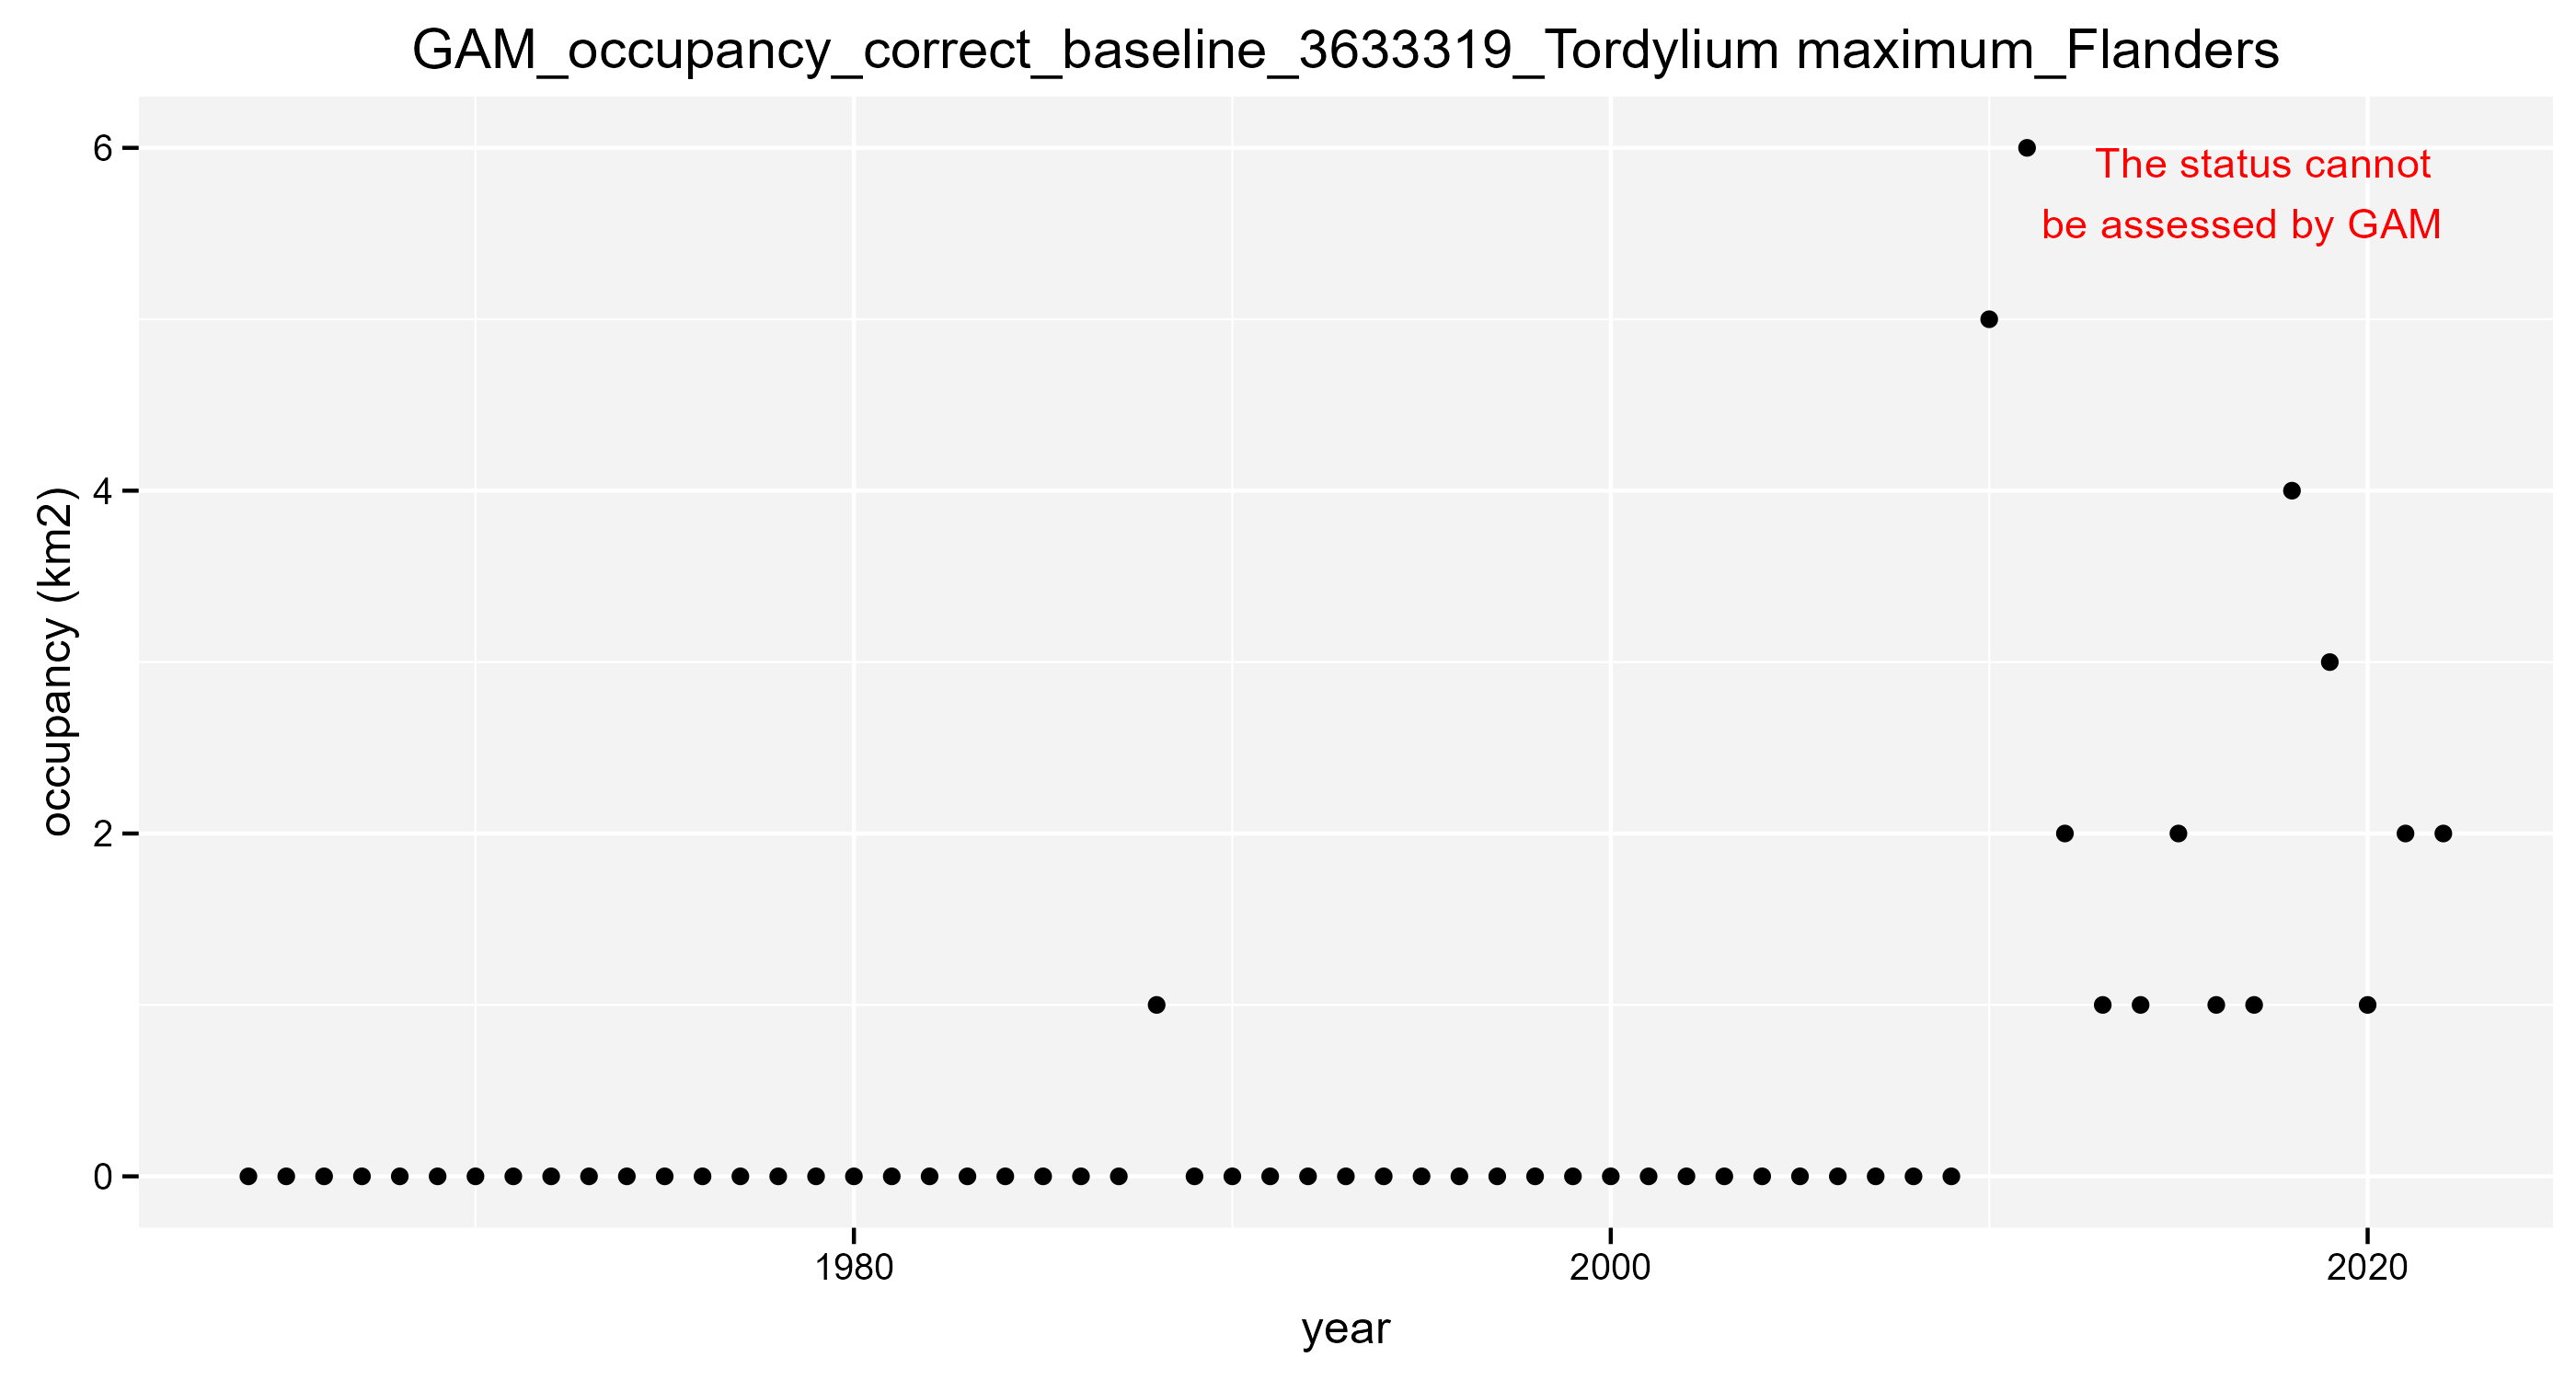 GAM_occupancy_correct_baseline_3633319_Tordylium maximum_Flanders
The status cannot
be assessed by GAM
occupancy (km2)
6
4
2
0
1980
2000
2020
year